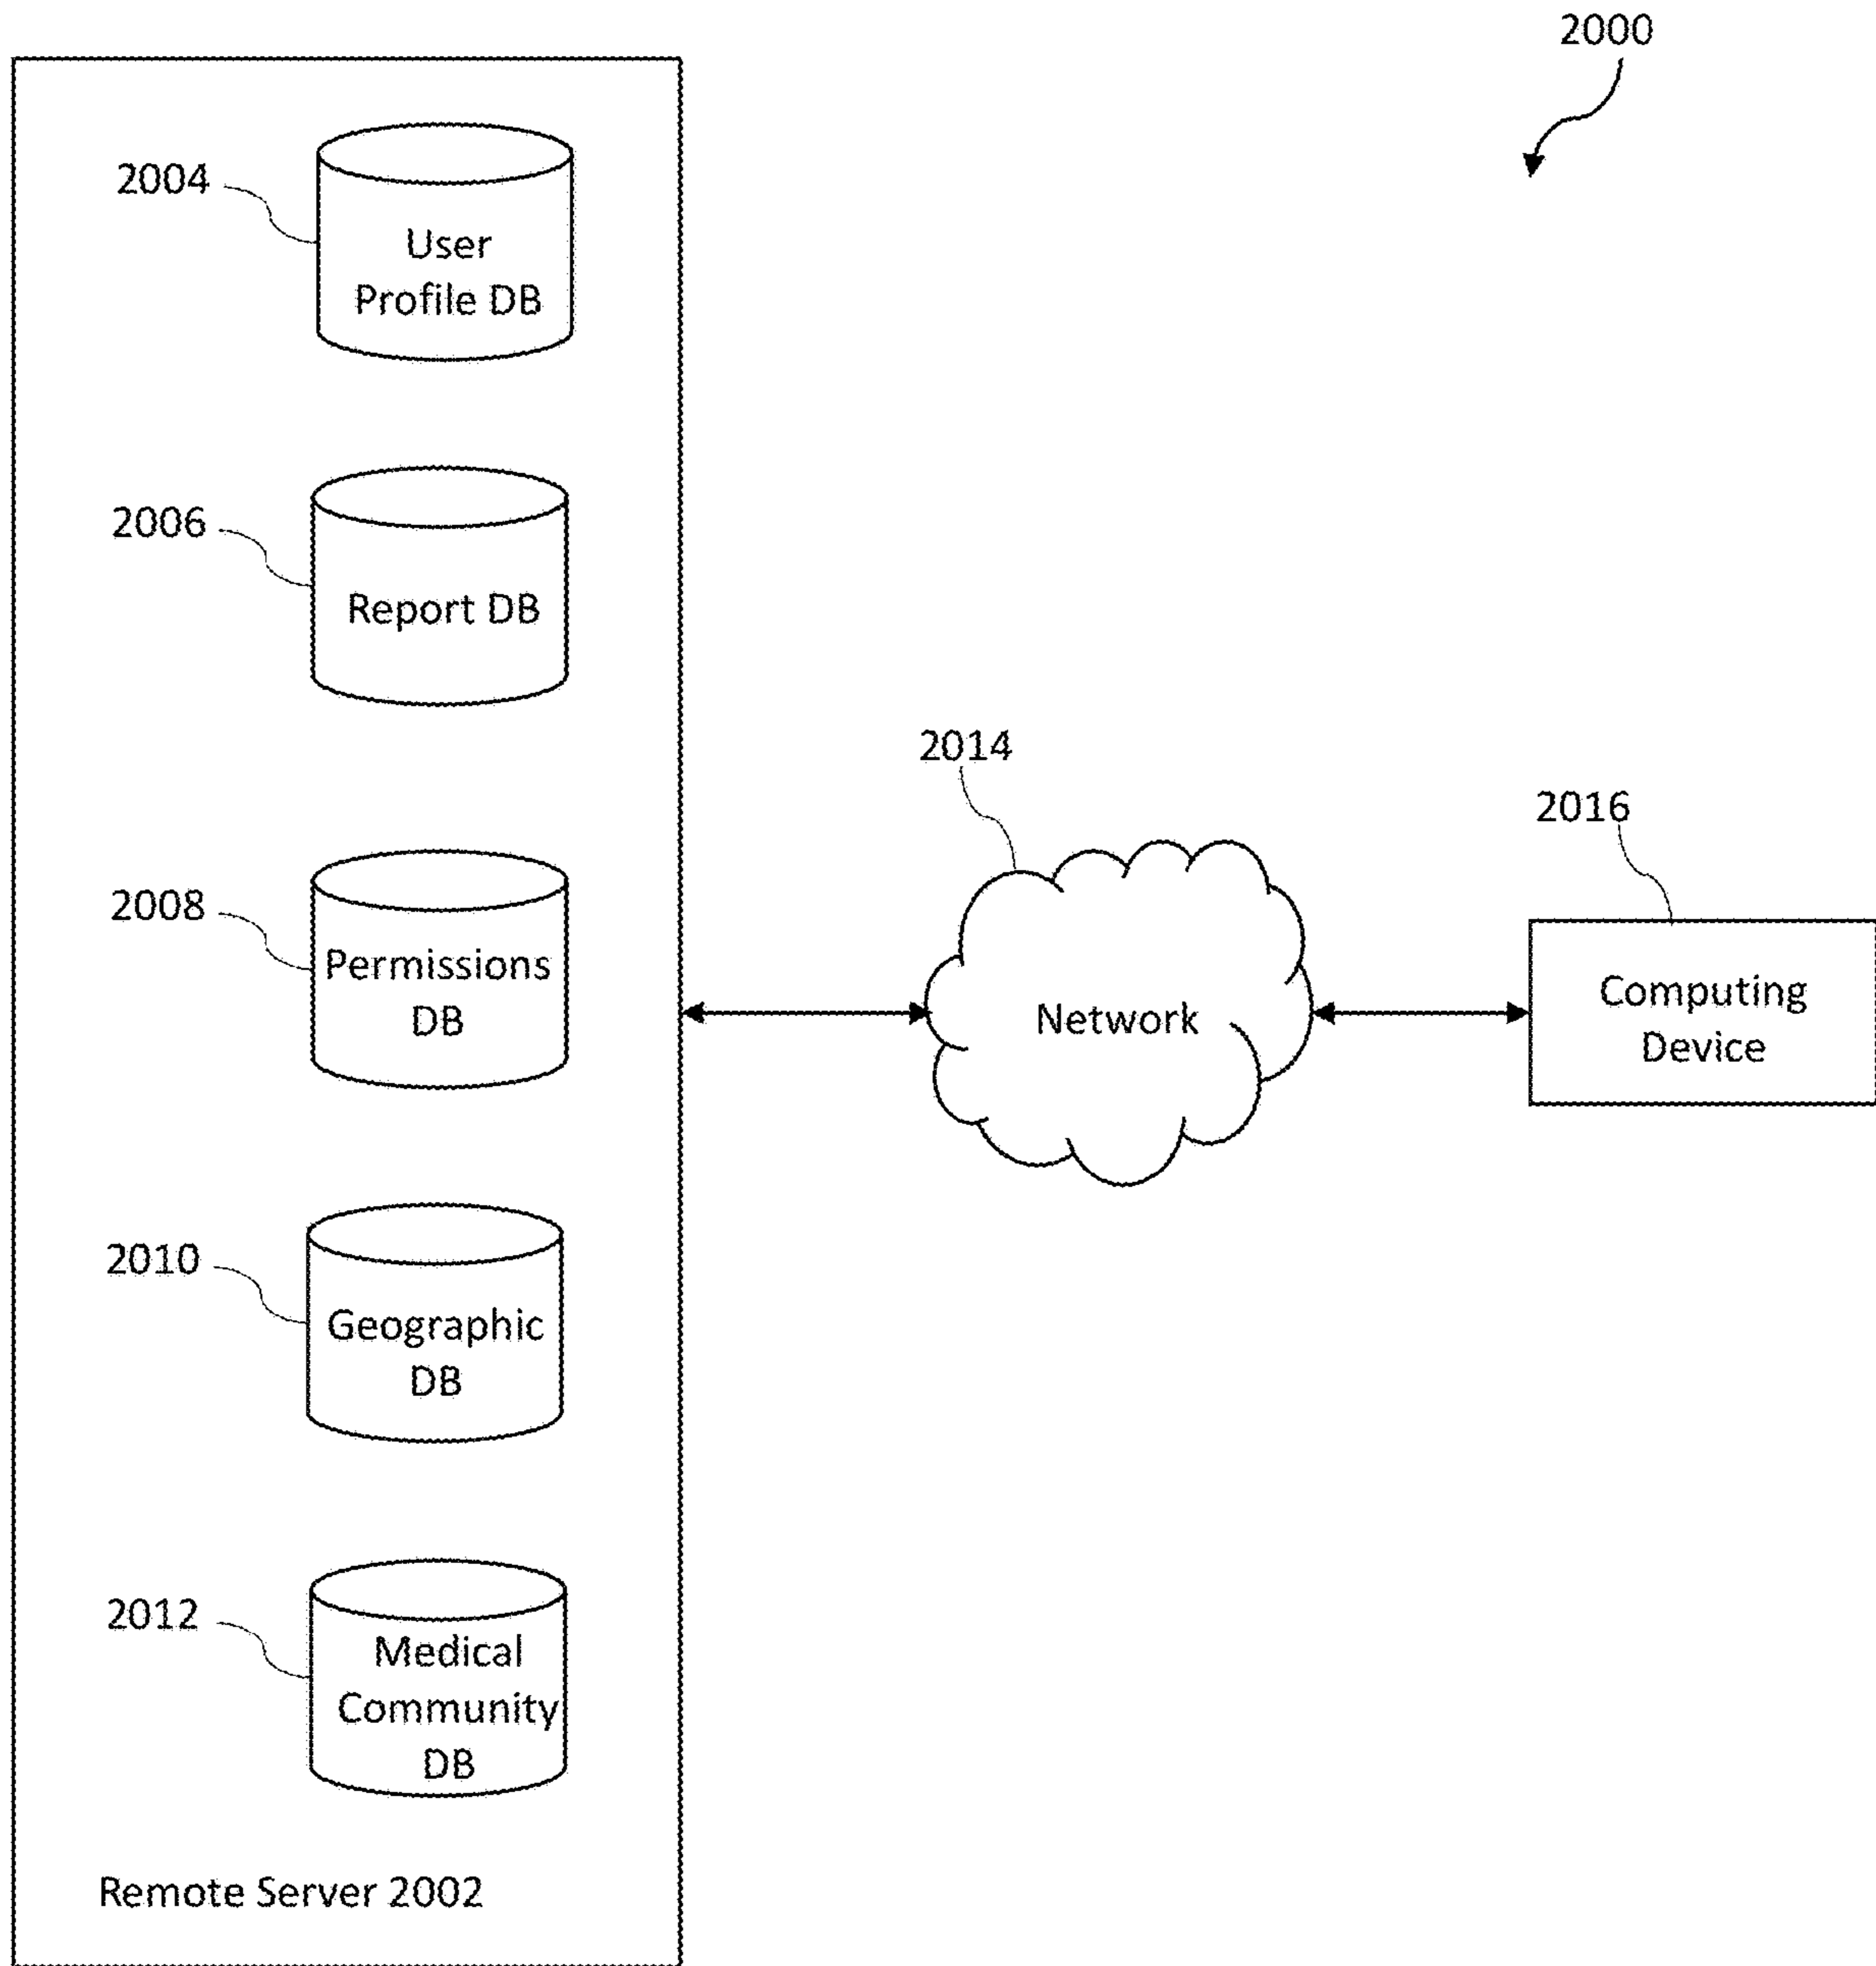 2000
2004
User
Profile DB
2006
Report DB
2014
2016
2008
Permissions
DB
Network
Computing
Device
2010
Geographic
DB
2012
Medical
Community
DB
Remote Server 2002